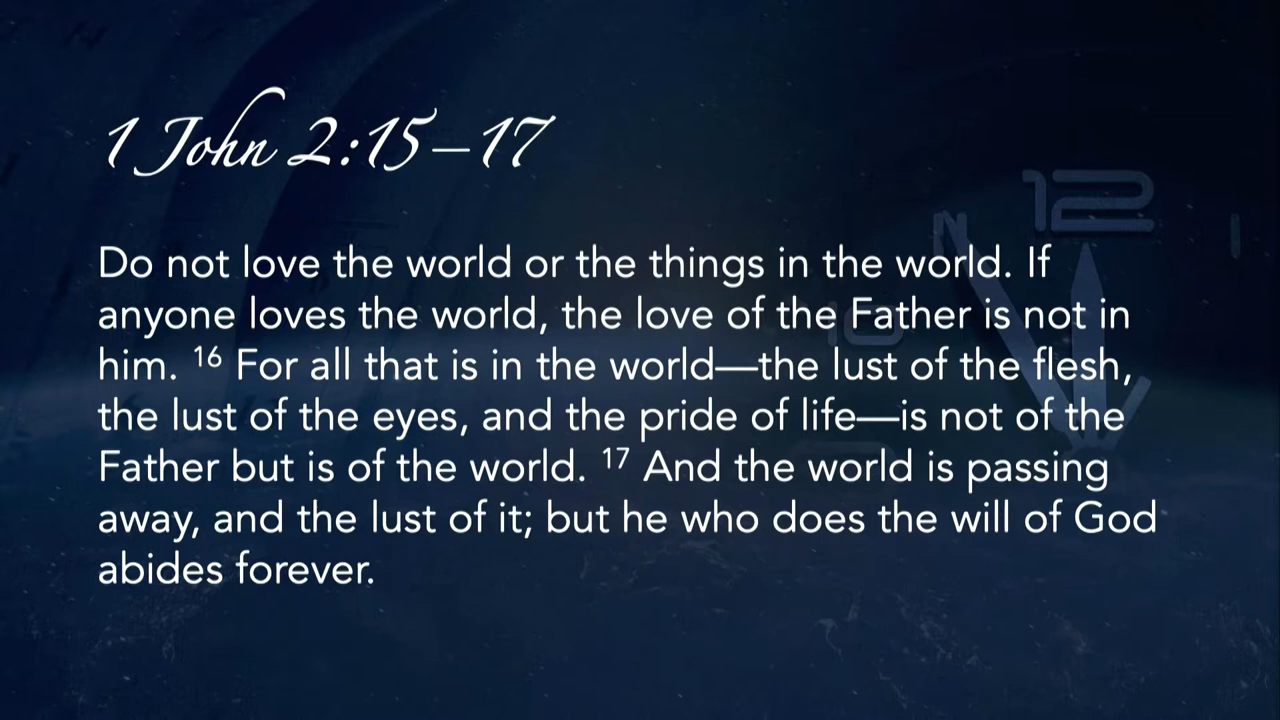 1 John 2:15–17
12
N
10
Do not love the world or the things in the world. If
anyone loves the world, the love of the Father is not in
him. 16 For all that is in the world—the lust of the flesh,
the lust of the eyes, and the pride of life—is not of the
Father but is of the world. 17 And the world is passing
away, and the lust of it; but he who does the will of God
abides forever.